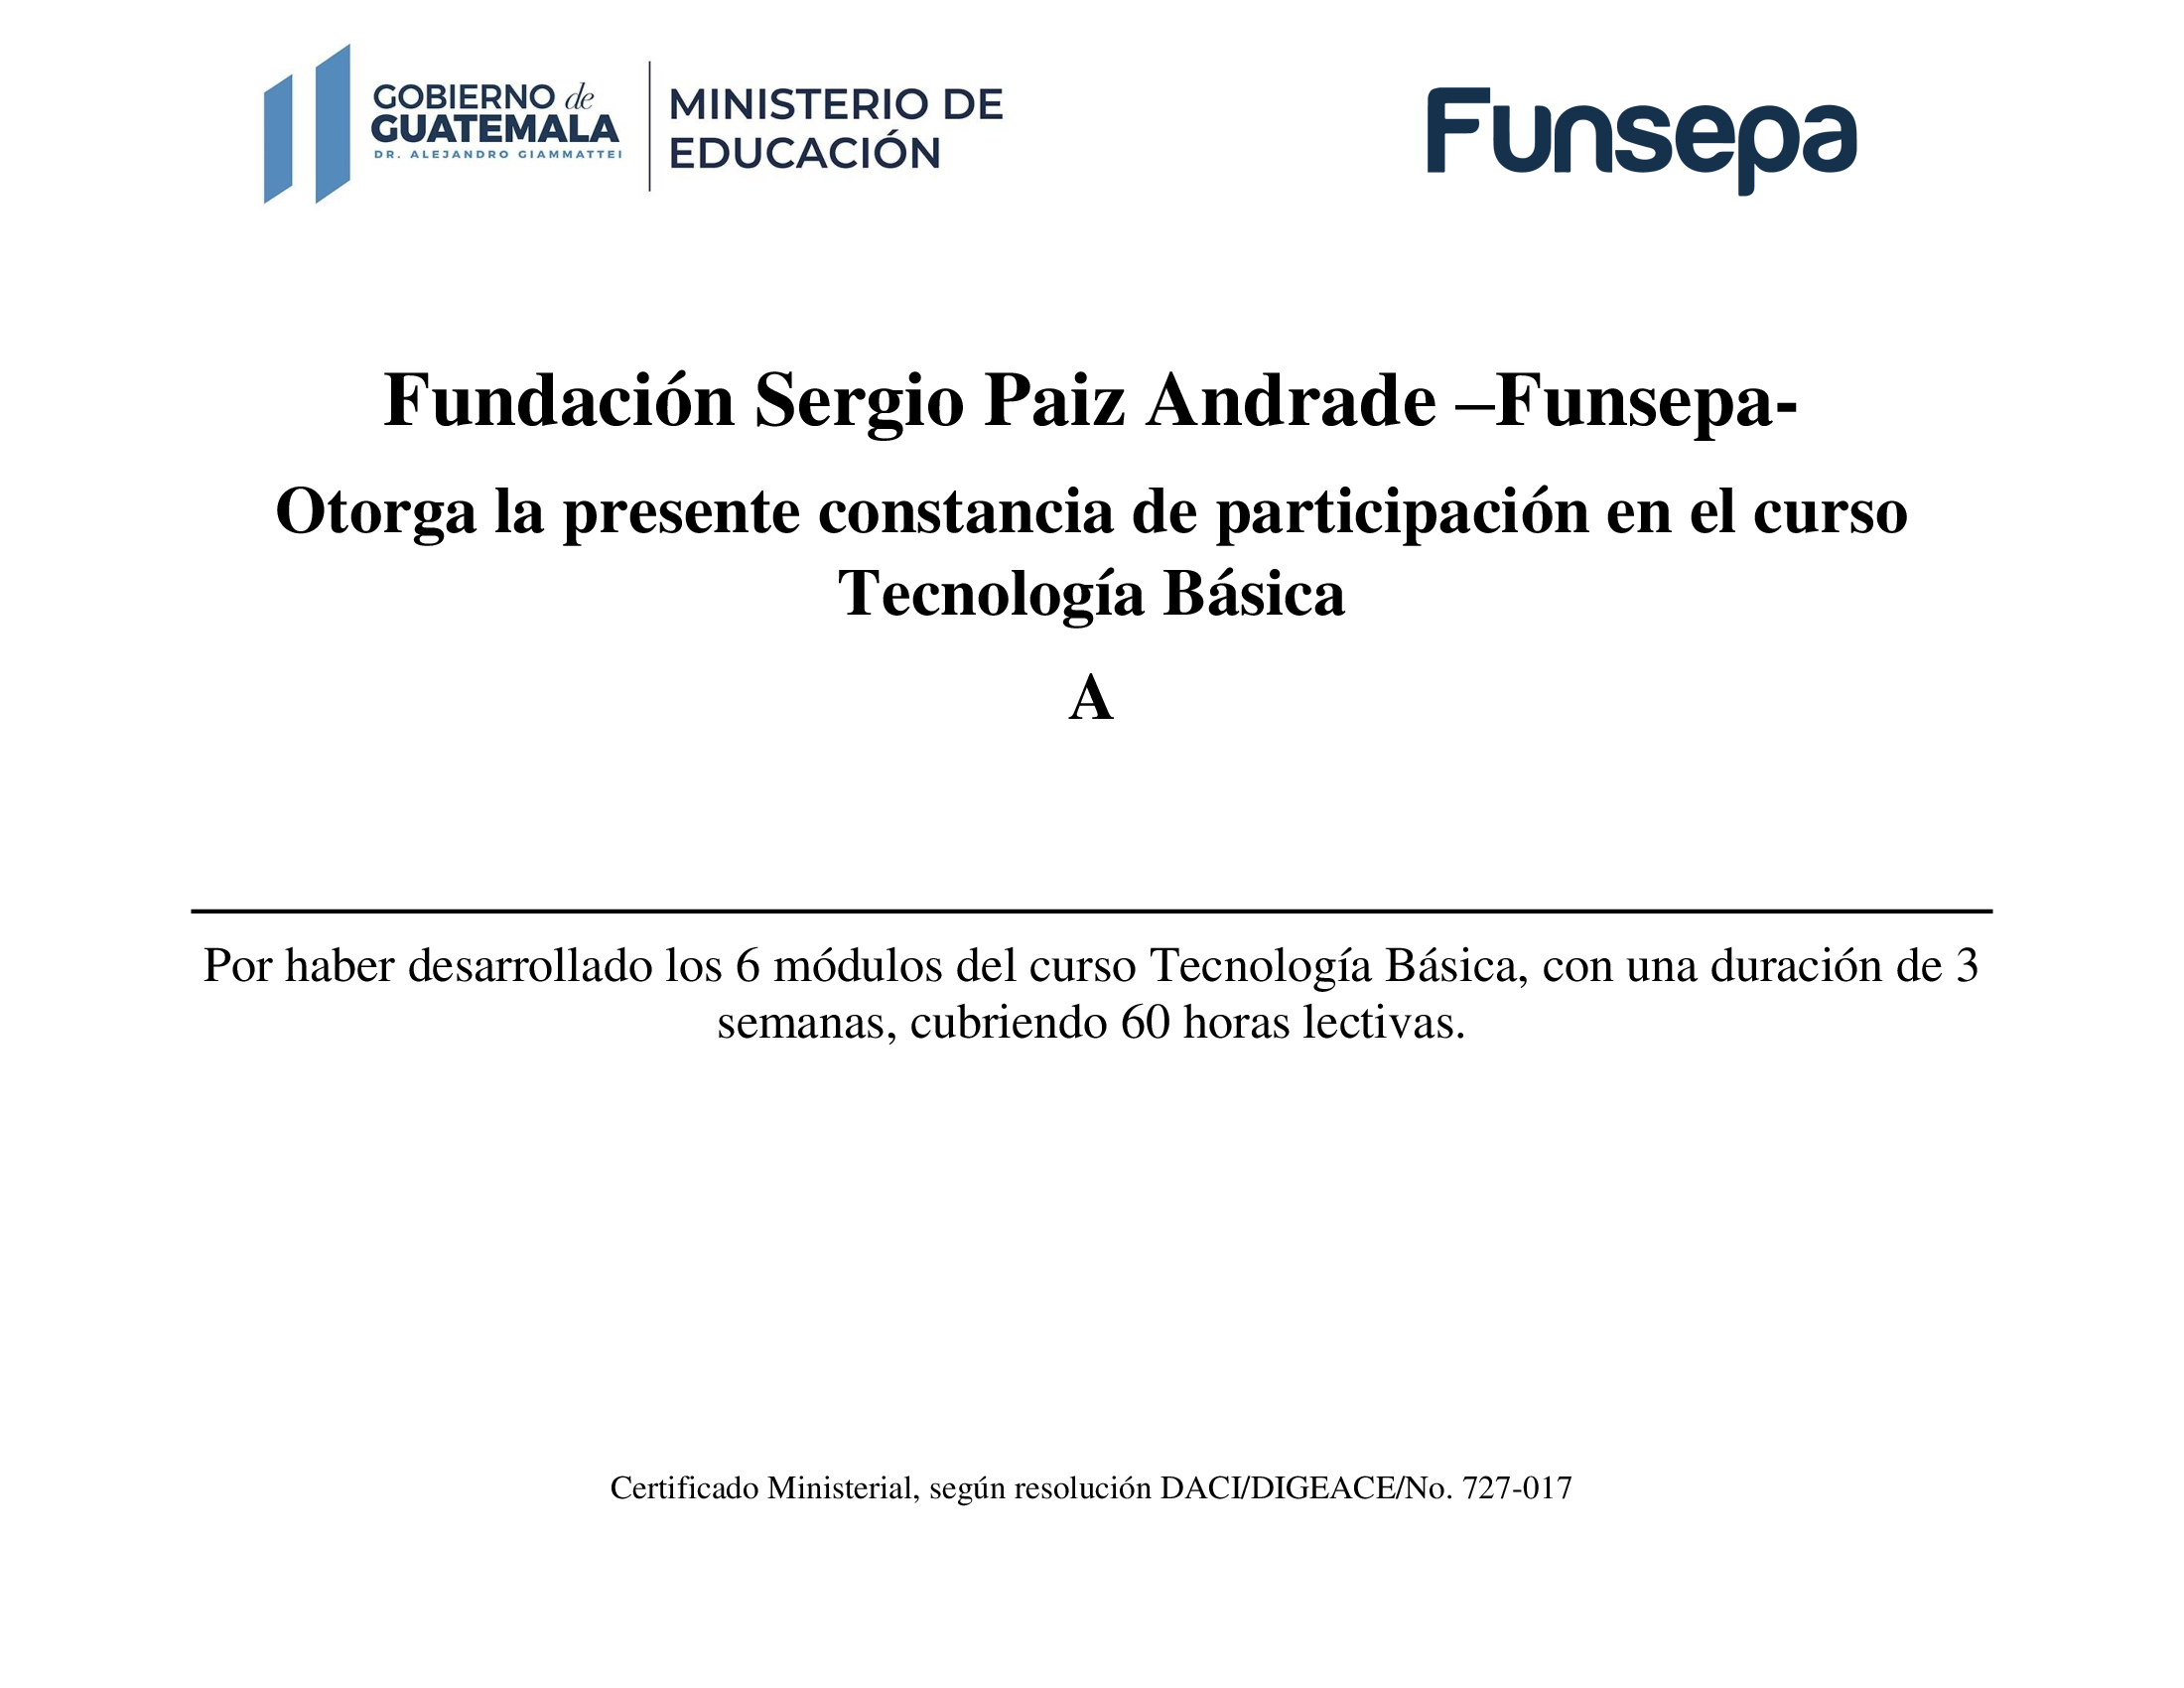 GOBIERNO de
GUATEMALA
DR. ALEJANDRO GIAMMATTEI
MINISTERIO DE
EDUCACIÓN
Funsepa
Fundación Sergio Paiz Andrade –Funsepa-
Otorga la presente constancia de participación en el curso
Tecnología Básica
A
Por haber desarrollado los 6 módulos del curso Tecnología Básica, con una duración de 3
semanas, cubriendo 60 horas lectivas.
Certificado Ministerial, según resolución DACI/DIGEACE/No. 727-017